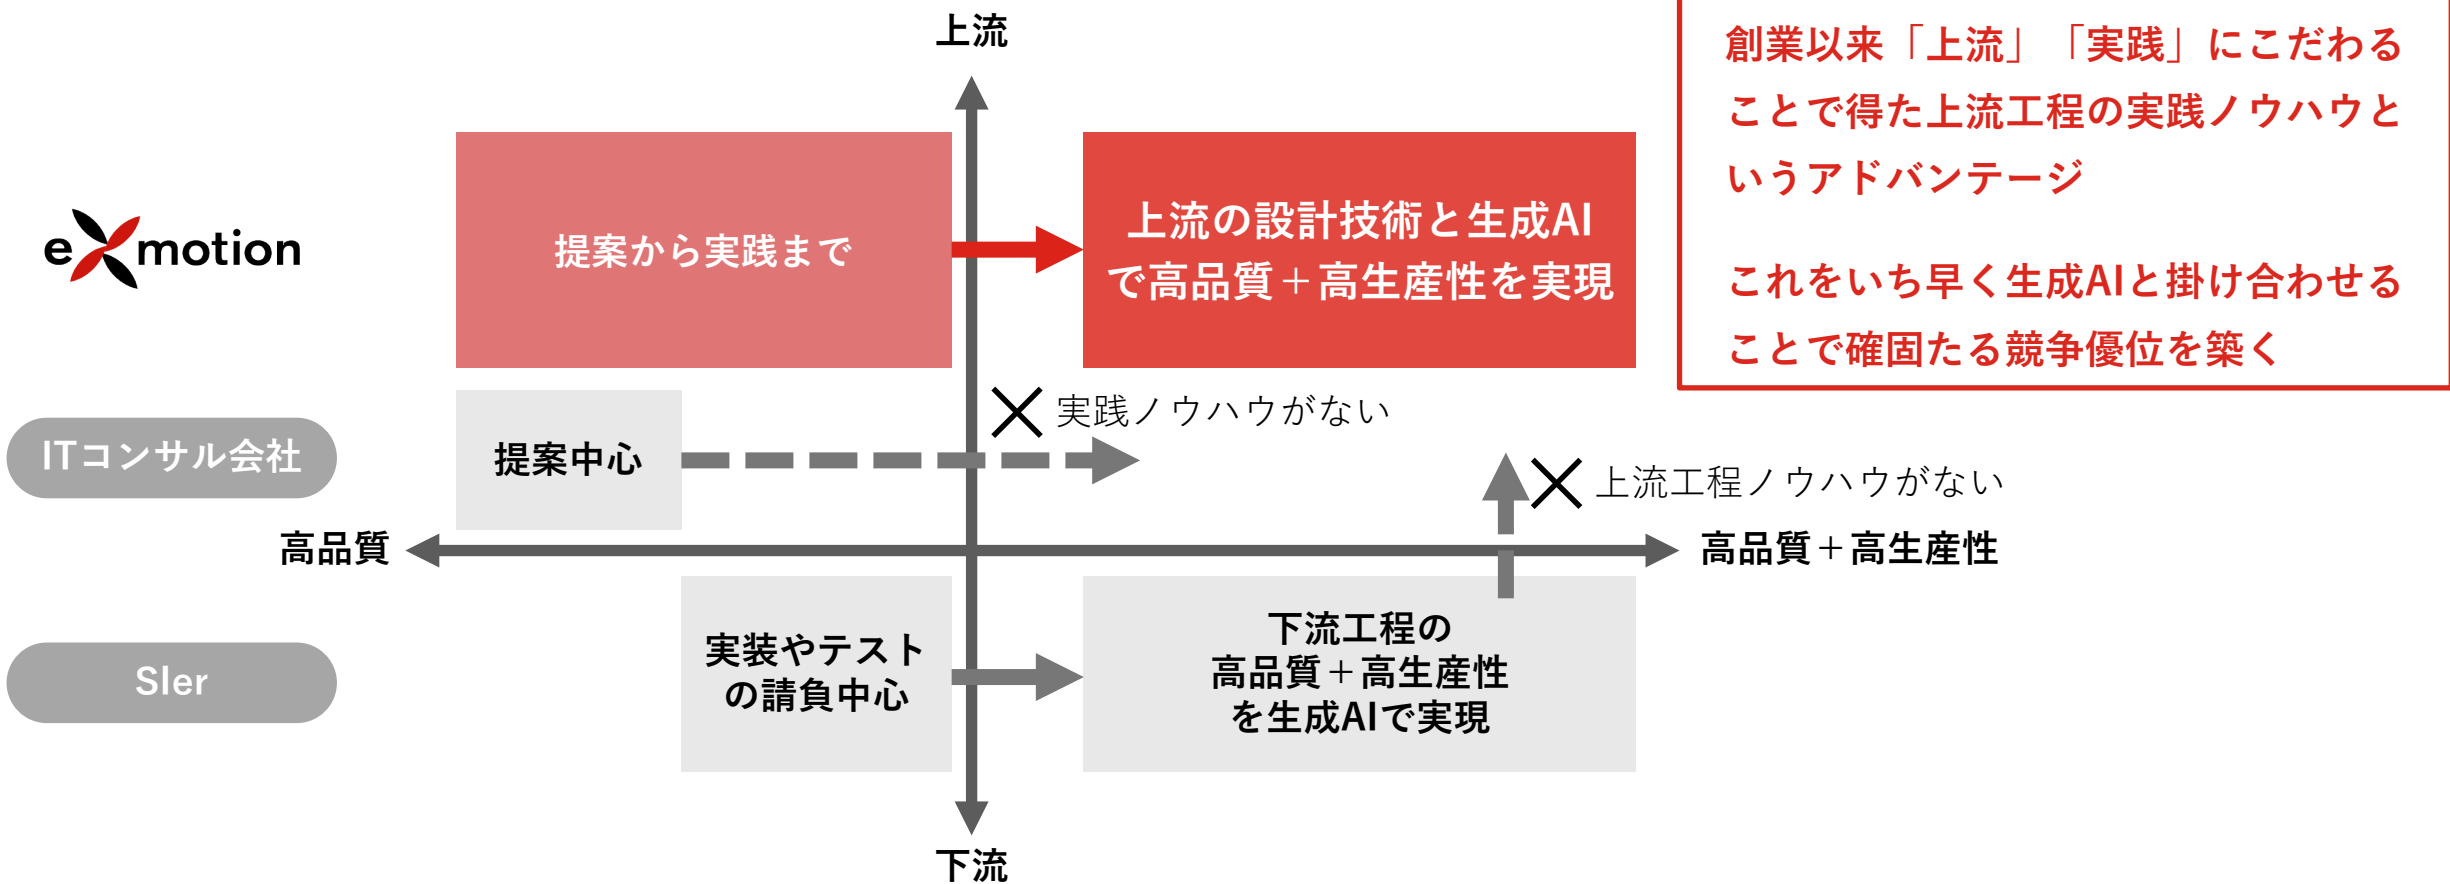 上流
創業以来「上流」「実践」にこだわる
ことで得た上流工程の実践ノウハウと
いうアドバンテージ
これをいち早く生成AIと掛け合わせる
ことで確固たる競争優位を築く
eXmotion
提案から実践まで
上流の設計技術と生成AI
で高品質＋高生産性を実現
ITコンサル会社
提案中心
実践ノウハウがない
上流工程ノウハウがない
高品質
高品質＋高生産性
SIer
実装やテスト
の請負中心
下流工程の
高品質＋高生産性
を生成AIで実現
下流